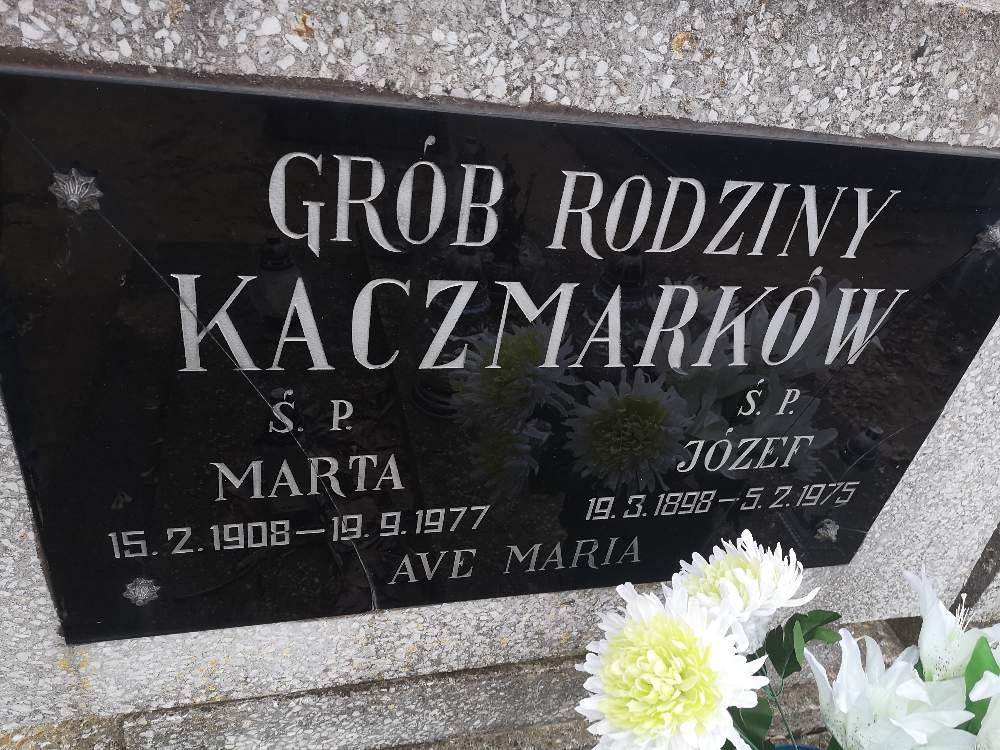 GRÓB RODZINY
KACZMARKÓW
Ś. P.
MARTA
15. 2. 1908 – 19. 9. 1977
Ś. P.
JÓZEF
19. 3. 1898 – 5. 2. 1975
AVE MARIA